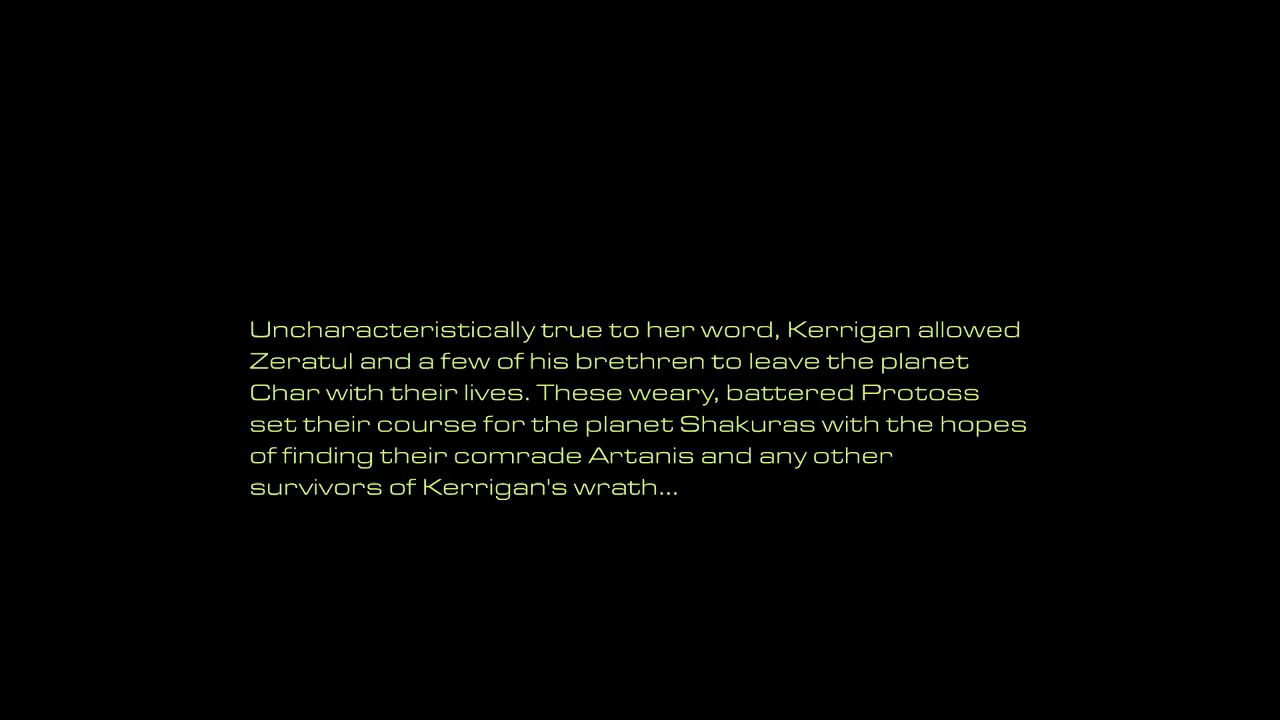 Uncharacteristically true to her word, Kerrigan allowed
Zeratul and a few of his brethren to leave the planet
Char with their lives. These weary, battered Protoss
set their course for the planet Shakuras with the hopes
of finding their comrade Artanis and any other
survivors of Kerrigan's wrath...